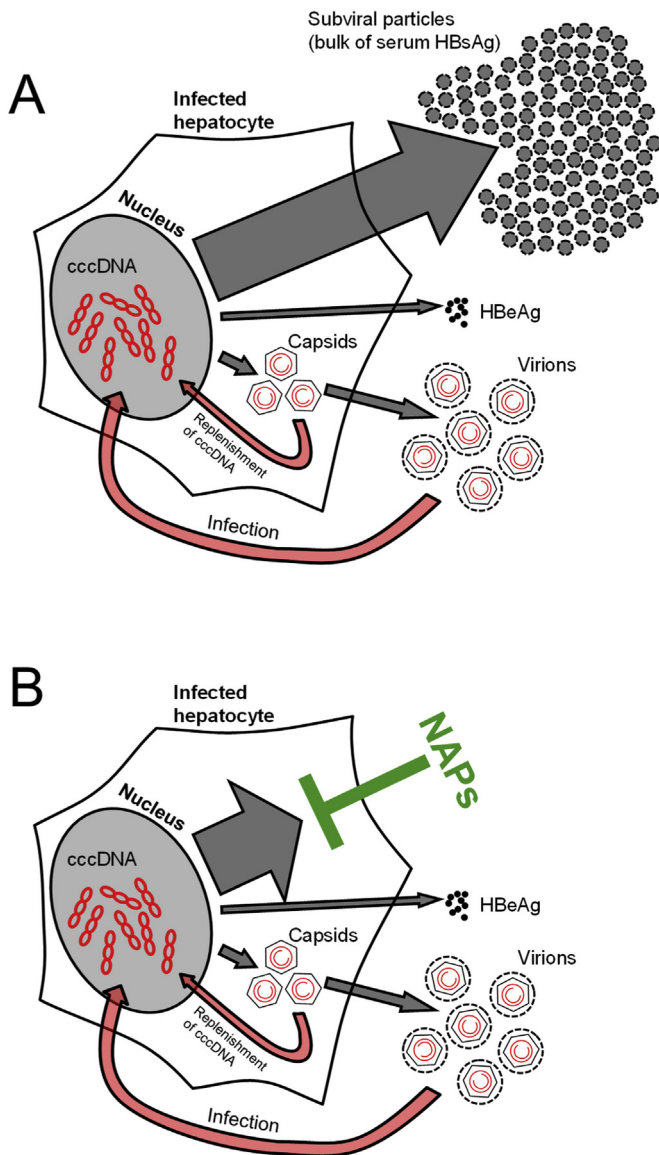 A
Subviral particles
(bulk of serum HBsAg)
Infected
hepatocyte
Nucleus
cccDNA
HBeAg
Capsids
Virions
Replenishment
of cccDNA
Infection
B
Infected
hepatocyte
NAPs
Nucleus
cccDNA
HBeAg
Capsids
Virions
Replenishment
of cccDNA
Infection